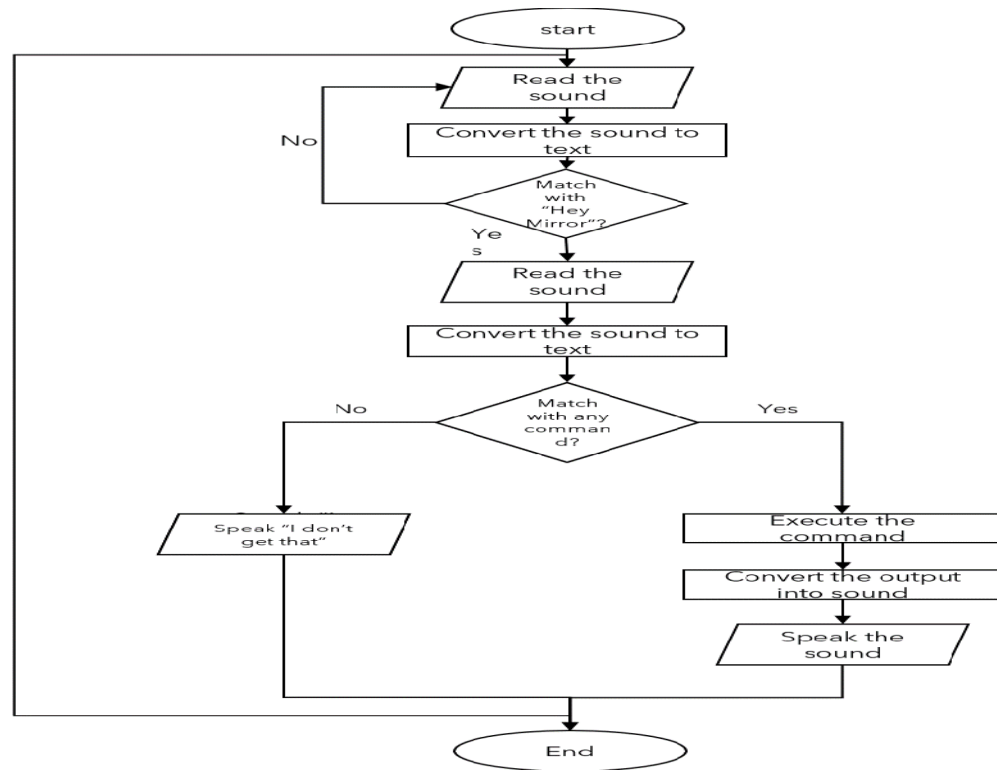 start
Read the
sound
No
Convert the sound to
text
Match
with
“Hey
Mirror”?
Ye
s
Read the
sound
Convert the sound to
text
No
Match
with any
comman
d?
Yes
Speak “I don’t
get that”
Execute the
command
Convert the output
into sound
Speak the
sound
End